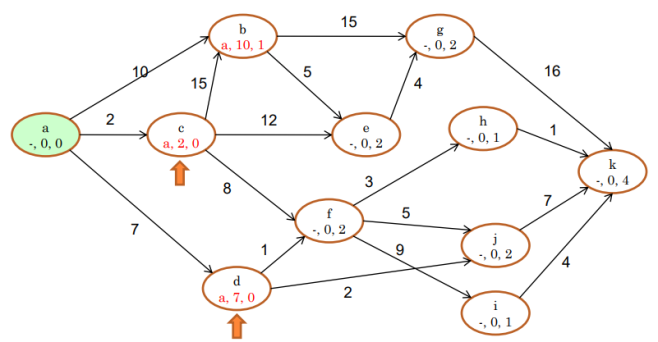 15
b
a, 10, 1
g
-, 0, 2
10
15
5
4
16
a
-, 0, 0
2
c
a, 2, 0
12
e
-, 0, 2
h
-, 0, 1
1
k
-, 0, 4
8
3
7
f
-, 0, 2
5
7
j
-, 0, 2
1
9
4
d
a, 7, 0
2
i
-, 0, 1